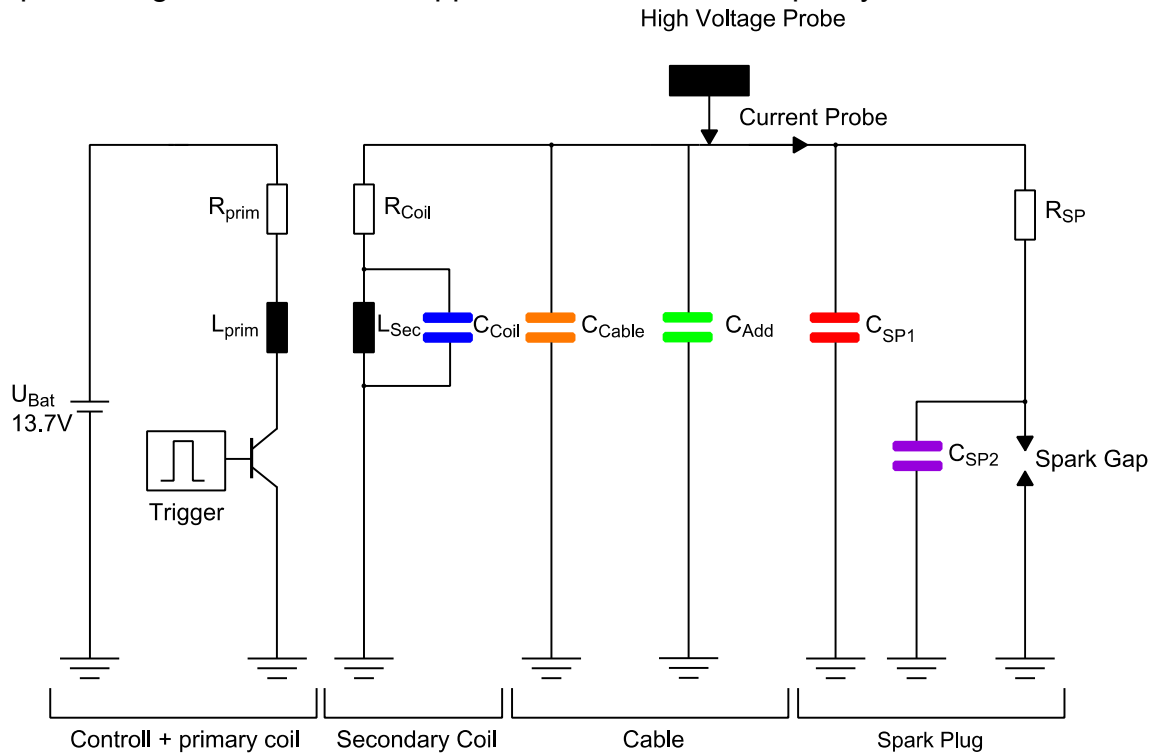 High Voltage Probe
Current Probe
R_prim
R_Coil
R_SP
L_prim
L_Sec
C_Coil
C_Cable
C_Add
C_SP1
U_Bat
13.7V
C_SP2
Spark Gap
Trigger
Controll + primary coil
Secondary Coil
Cable
Spark Plug